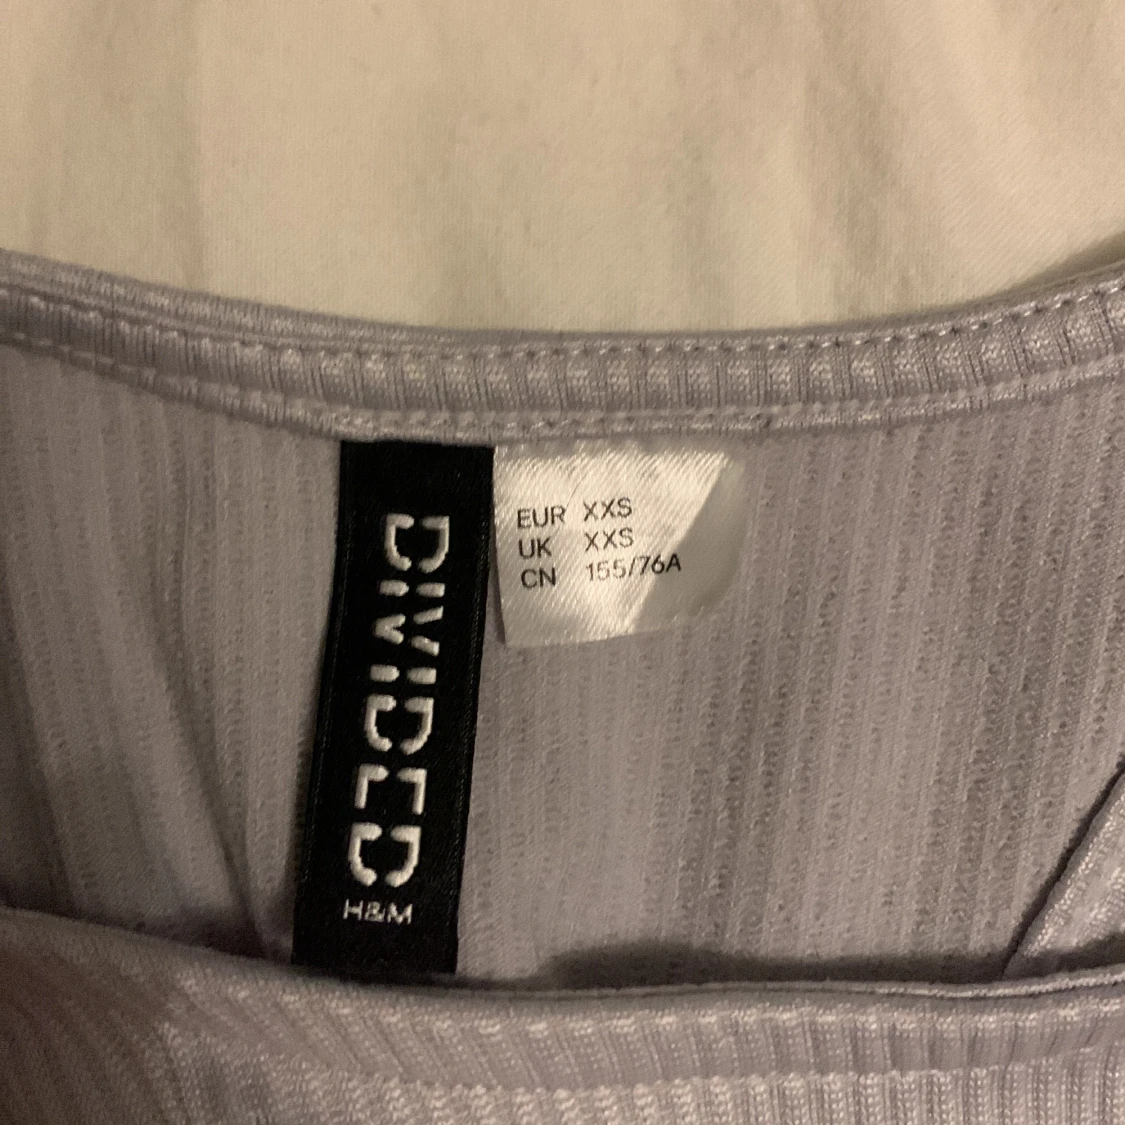 DIVIDED
H&M
EUR XXS
UK XXS
CN 155/76A